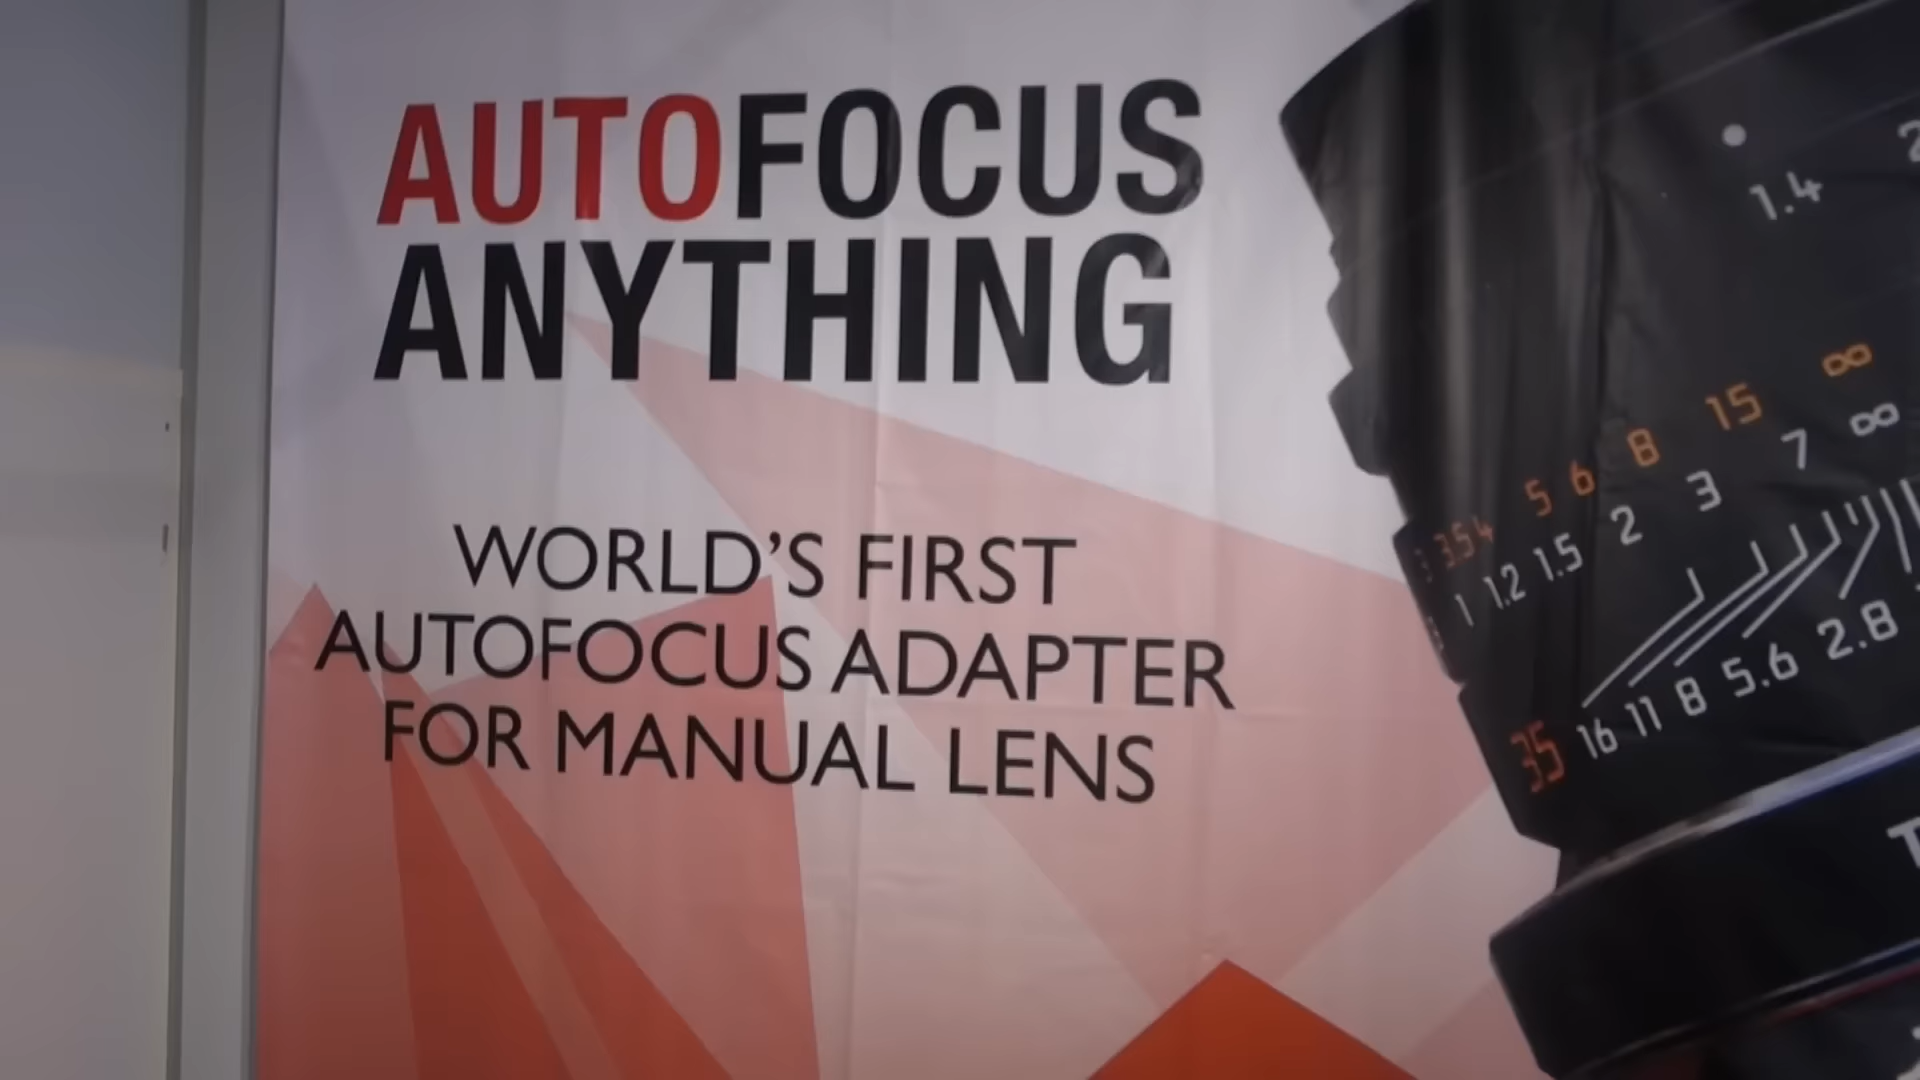 AUTOFOCUS
ANYTHING
WORLD'S FIRST
AUTOFOCUS ADAPTER
FOR MANUAL LENS
1.4
5 6 8 15 ∞
1 1.2 1.5 2 3 7 ∞
35 16 11 8 5.6 2.8